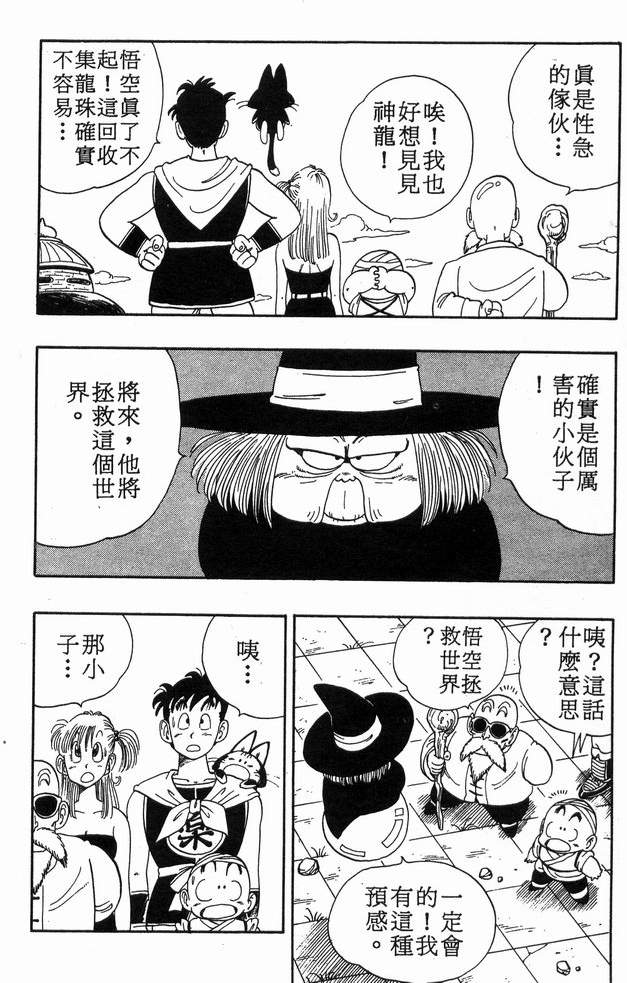 眞是性急
的傢伙…
唉！我也
好想見見
神龍！
悟空眞了不
起！這回收
集龍珠確實
不容易…
確實是個厲
害的小伙子
！
將來，他將
拯救這個世
界。
咦？這話
什麼意思
？
悟空拯
救世界
？
一定會
的！我
有這種
預感。
咦…
那小
子…
桑